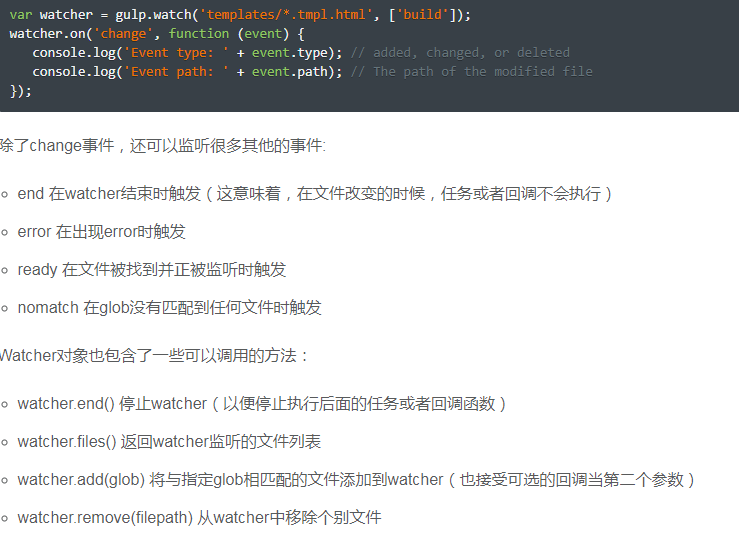 var watcher = gulp.watch('templates/*.tmpl.html', ['build']);
watcher.on('change', function (event) {
   console.log('Event type: ' + event.type); // added, changed, or deleted
   console.log('Event path: ' + event.path); // The path of the modified file
});
除了change事件，还可以监听很多其他的事件:
end 在watcher结束时触发（这意味着，在文件改变的时候，任务或者回调不会执行）
error 在出现error时触发
ready 在文件被找到并正被监听时触发
nomatch 在glob没有匹配到任何文件时触发
Watcher对象也包含了一些可以调用的方法：
watcher.end() 停止watcher（以便停止执行后面的任务或者回调函数）
watcher.files() 返回watcher监听的文件列表
watcher.add(glob) 将与指定glob相匹配的文件添加到watcher（也接受可选的回调当第二个参数）
watcher.remove(filepath) 从watcher中移除个别文件